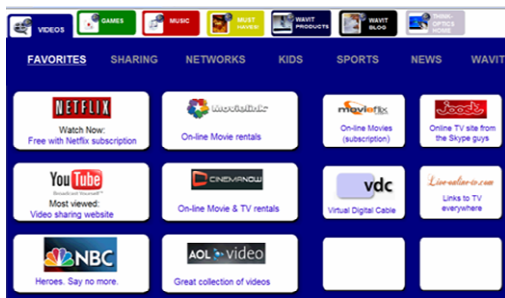 VIDEOS
GAMES
MUSIC
MUST HAVES!
WAVIT PRODUCTS
WAVIT BLOG
THINK-OPTICS HOME
FAVORITES SHARING NETWORKS KIDS SPORTS NEWS WAVIT
NETFLIX
Watch Now:
Free with Netflix subscription
Movielink
On-line Movie rentals
movieflix
On-line Movies
(subscription)
Joost
Online TV site from
the Skype guys
YouTube
Broadcast Yourself
Most viewed:
Video sharing website
CINEMANOW
On-line Movie & TV rentals
vdc
Virtual Digital Cable
Live-online-tv.com
Links to TV
everywhere
NBC
Heroes. Say no more.
AOL video
Great collection of videos